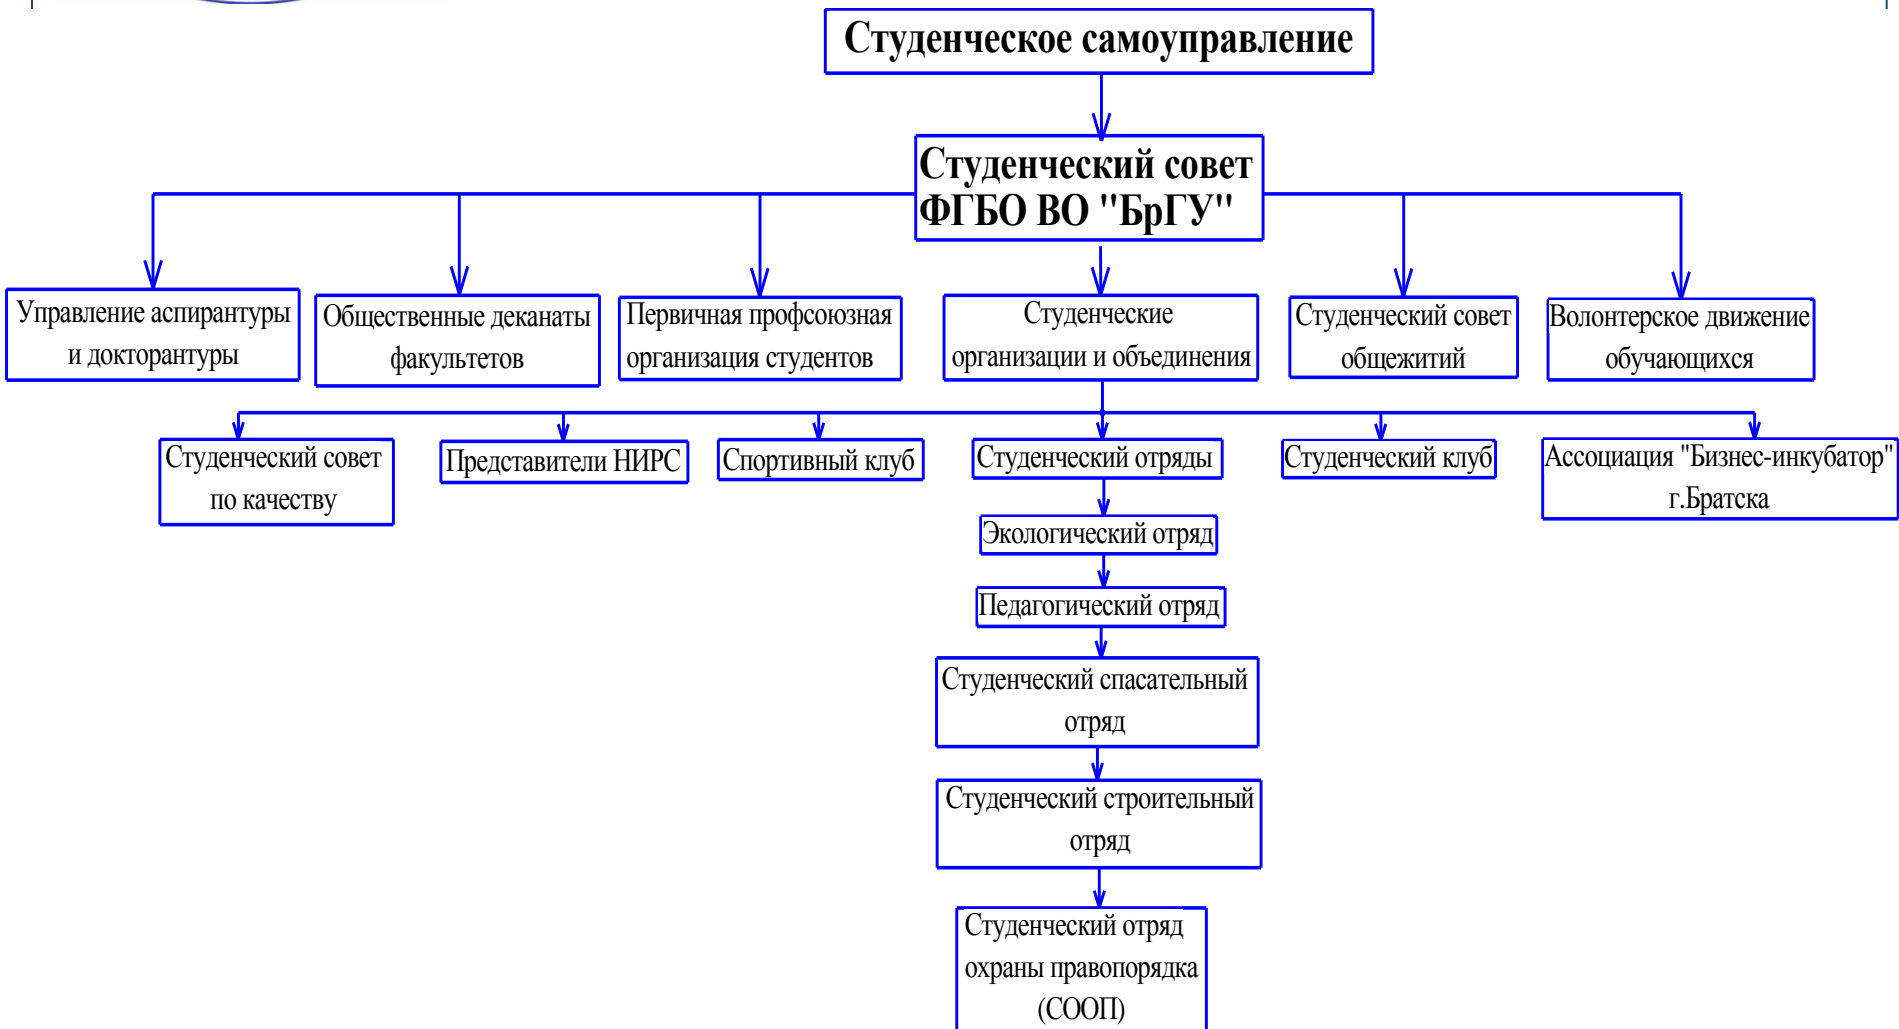 Студенческое самоуправление
Студенческий совет
ФГБО ВО "БрГУ"
Управление аспирантуры
и докторантуры
Общественные деканаты
факультетов
Первичная профсоюзная
организация студентов
Студенческие
организации и объединения
Студенческий совет
общежитий
Волонтерское движение
обучающихся
Студенческий совет
по качеству
Представители НИРС
Спортивный клуб
Студенческий отряды
Студенческий клуб
Ассоциация "Бизнес-инкубатор"
г.Братска
Экологический отряд
Педагогический отряд
Студенческий спасательный
отряд
Студенческий строительный
отряд
Студенческий отряд
охраны правопорядка
(СООП)